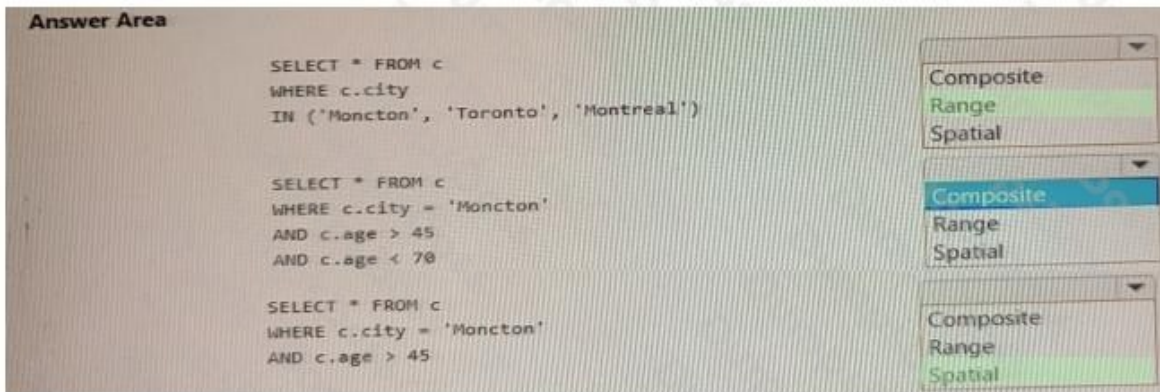 Answer Area
SELECT * FROM c
WHERE c.city
IN ('Moncton', 'Toronto', 'Montreal')
Composite
Range
Spatial
SELECT * FROM c
WHERE c.city = 'Moncton'
AND c.age > 45
AND c.age < 70
Composite
Range
Spatial
SELECT * FROM c
WHERE c.city = 'Moncton'
AND c.age > 45
Composite
Range
Spatial